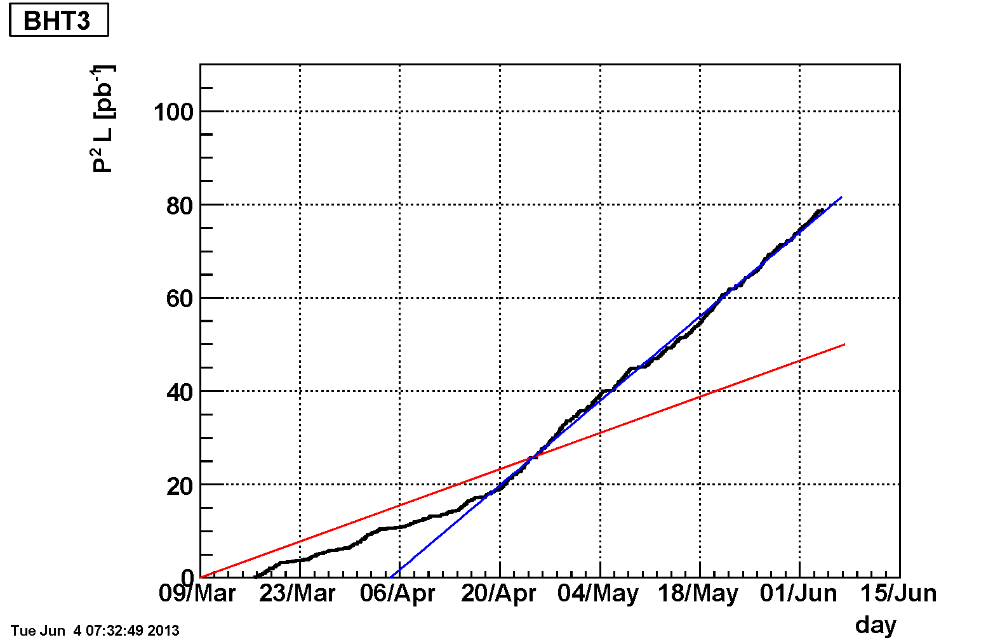 BHT3
P² L [pb⁻¹]
100
80
60
40
20
0
09/Mar 23/Mar 06/Apr 20/Apr 04/May 18/May 01/Jun 15/Jun
day
Tue Jun 4 07:32:49 2013